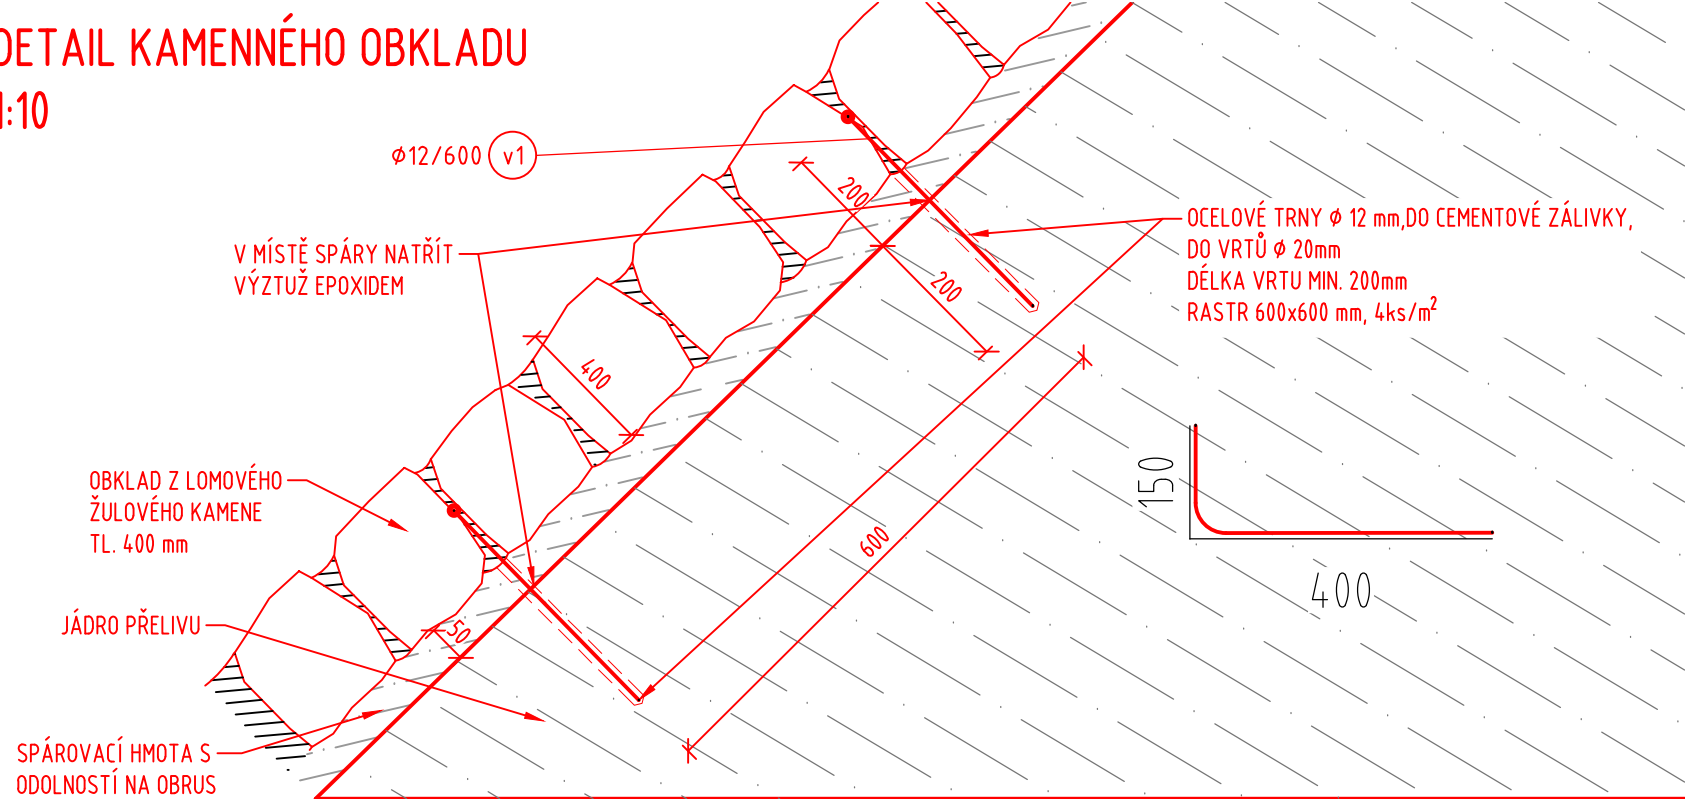 DETAIL KAMENNÉHO OBKLADU
1:10
Ø12/600 v1
V MÍSTĚ SPÁRY NATŘÍT
VÝZTUŽ EPOXIDEM
OCELOVÉ TRNY Ø 12 mm,DO CEMENTOVÉ ZÁLIVKY,
DO VRTŮ Ø 20mm
DÉLKA VRTU MIN. 200mm
RASTR 600x600 mm, 4ks/m²
200
200
400
600
50
OBKLAD Z LOMOVÉHO
ŽULOVÉHO KAMENE
TL. 400 mm
JÁDRO PŘELIVU
SPÁROVACÍ HMOTA S
ODOLNOSTÍ NA OBRUS
150
400